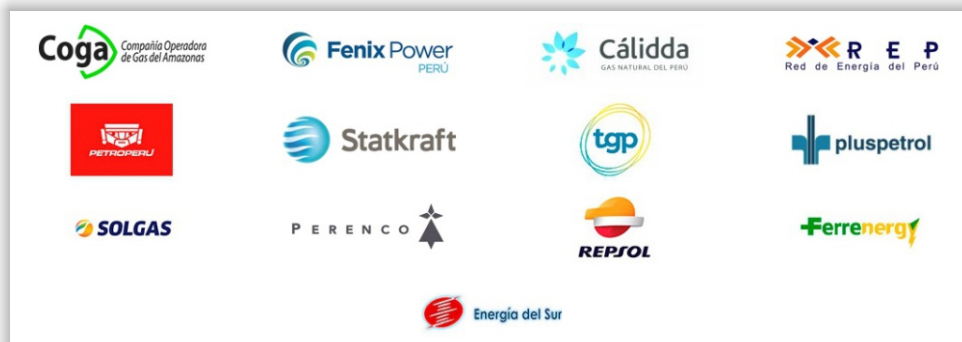 Coga Compañía Operadora
de Gas del Amazonas
Fenix Power
PERÚ
Cálidda
GAS NATURAL DEL PERÚ
R E P
Red de Energía del Perú
PETROPERÚ
Statkraft
tgp
pluspetrol
SOLGAS
PERENCO
REPSOL
Ferrenergy
Energía del Sur